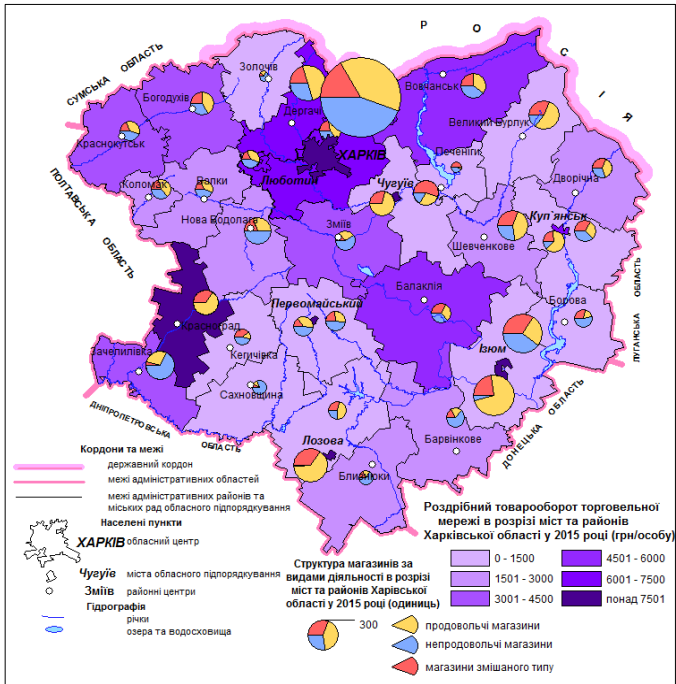 Р О С І Я
СУМСЬКА ОБЛАСТЬ
Золочів
Вовчанськ
Богодухів
Дергачі
Великий Бурлук
Краснокутськ
ХАРКІВ
Печеніги
ПОЛТАВСЬКА ОБЛАСТЬ
Коломак
Валки
Люботин
Чугуїв
Дворічна
Нова Водолага
Зміїв
Куп'янськ
Шевченкове
Балаклія
Первомайський
Борова
ЛУГАНСЬКА ОБЛАСТЬ
Красноград
Ізюм
Зачепилівка
Кегичівка
Сахновщина
ДНІПРОПЕТРОВСЬКА ОБЛАСТЬ
Лозова
Барвінкове
ДОНЕЦЬКА ОБЛАСТЬ
Близнюки
Кордони та межі
державний кордон
межі адміністративних областей
межі адміністративних районів та
міських рад обласного підпорядкування
Населені пункти
ХАРКІВ обласний центр
Чугуїв міста обласного підпорядкування
Зміїв районні центри
Гідрографія
річки
озера та водосховища
Структура магазинів за
видами діяльності в розрізі
міст та районів Харівської
області у 2015 році (одиниць)
300
продовольчі магазини
непродовольчі магазини
магазини змішаного типу
Роздрібний товарооборот торговельної
мережі в розрізі міст та районів
Харківської області у 2015 році (грн/особу)
0 - 1500
1501 - 3000
3001 - 4500
4501 - 6000
6001 - 7500
понад 7501